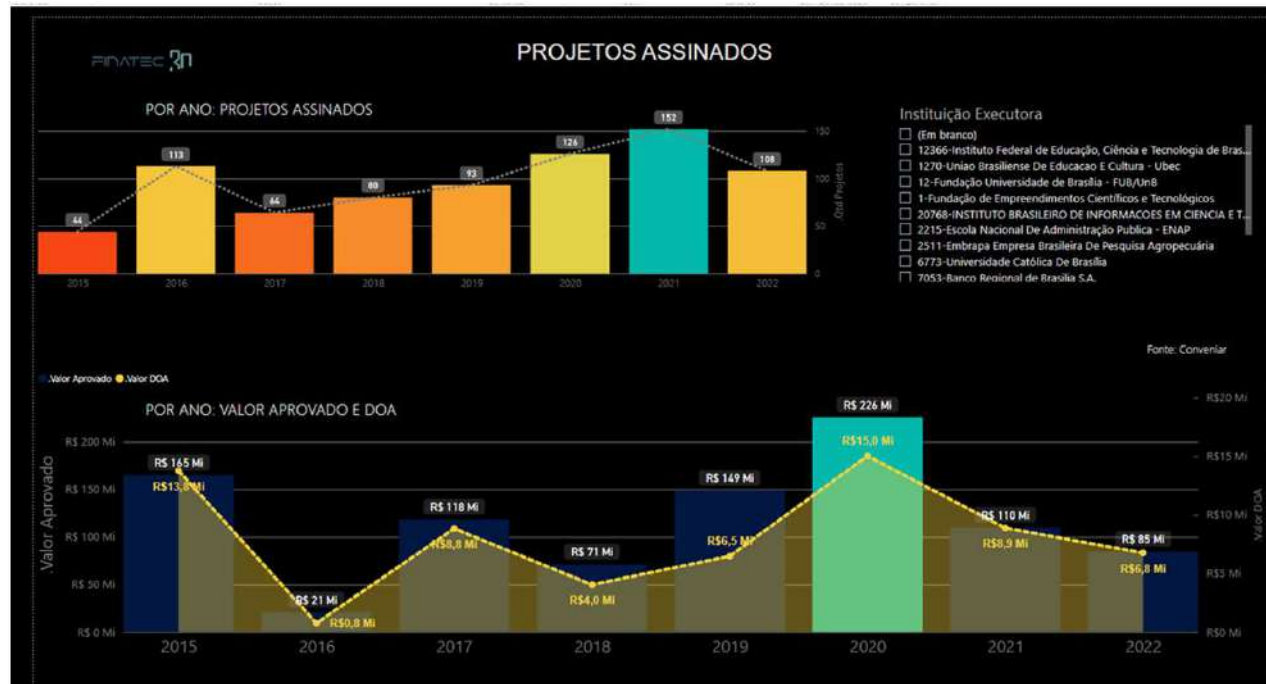 PROJETOS ASSINADOS
FINATEC 30
POR ANO: PROJETOS ASSINADOS
44
113
64
80
93
126
152
108
150
100
50
0
.Qtd Projetos
2015
2016
2017
2018
2019
2020
2021
2022
Instituição Executora
(Em branco)
12366-Instituto Federal de Educação, Ciência e Tecnologia de Bras...
1270-Uniao Brasiliense De Educacao E Cultura - Ubec
12-Fundação Universidade de Brasília - FUB/UnB
1-Fundação de Empreendimentos Científicos e Tecnológicos
20768-INSTITUTO BRASILEIRO DE INFORMACOES EM CIENCIA E T...
2215-Escola Nacional De Administração Publica - ENAP
2511-Embrapa Empresa Brasileira De Pesquisa Agropecuária
6773-Universidade Católica De Brasília
7053-Banco Regional de Brasilia S.A.
Fonte: Conveniar
.Valor Aprovado .Valor DOA
POR ANO: VALOR APROVADO E DOA
.Valor Aprovado
R$ 200 Mi
R$ 150 Mi
R$ 100 Mi
R$ 50 Mi
R$ 0 Mi
R$ 165 Mi
R$13,8 Mi
R$ 21 Mi
R$0,8 Mi
R$ 118 Mi
R$8,8 Mi
R$ 71 Mi
R$4,0 Mi
R$ 149 Mi
R$6,5 Mi
R$ 226 Mi
R$15,0 Mi
R$ 110 Mi
R$8,9 Mi
R$ 85 Mi
R$6,8 Mi
R$20 Mi
R$15 Mi
R$10 Mi
R$5 Mi
R$0 Mi
.Valor DOA
2015
2016
2017
2018
2019
2020
2021
2022